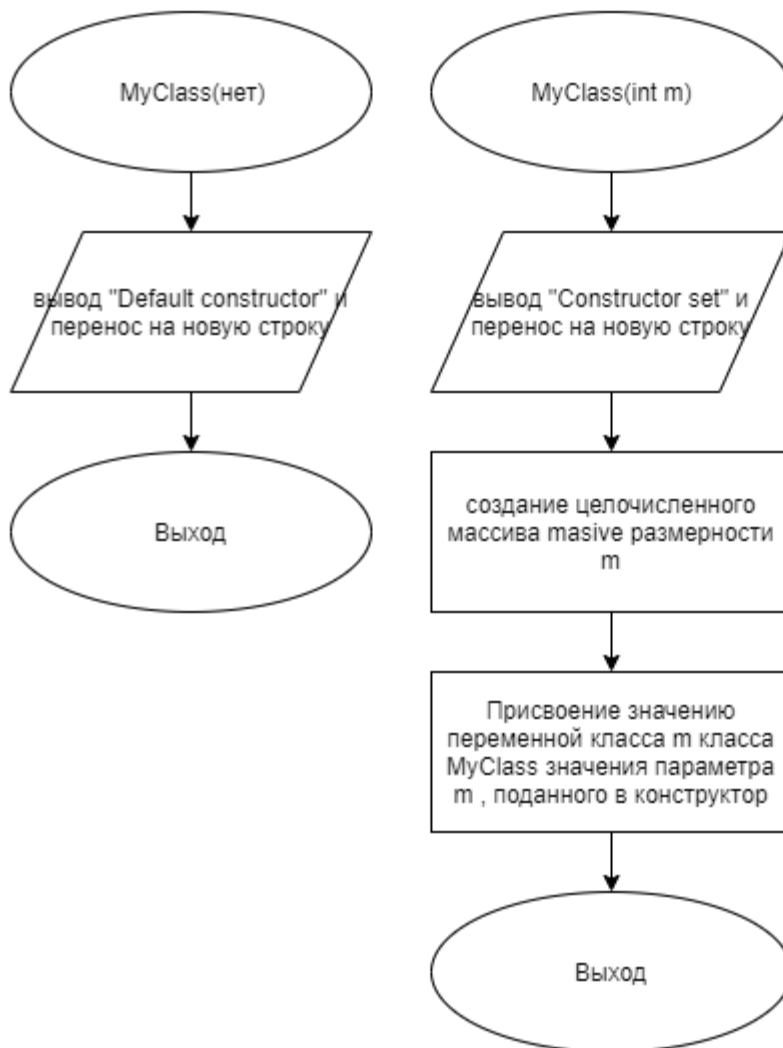 MyClass(нет)
вывод "Default constructor" и
перенос на новую строку
Выход
MyClass(int m)
вывод "Constructor set" и
перенос на новую строку
создание целочисленного
массива masive размерности
m
Присвоение значению
переменной класса m класса
MyClass значения параметра
m , поданного в конструктор
Выход